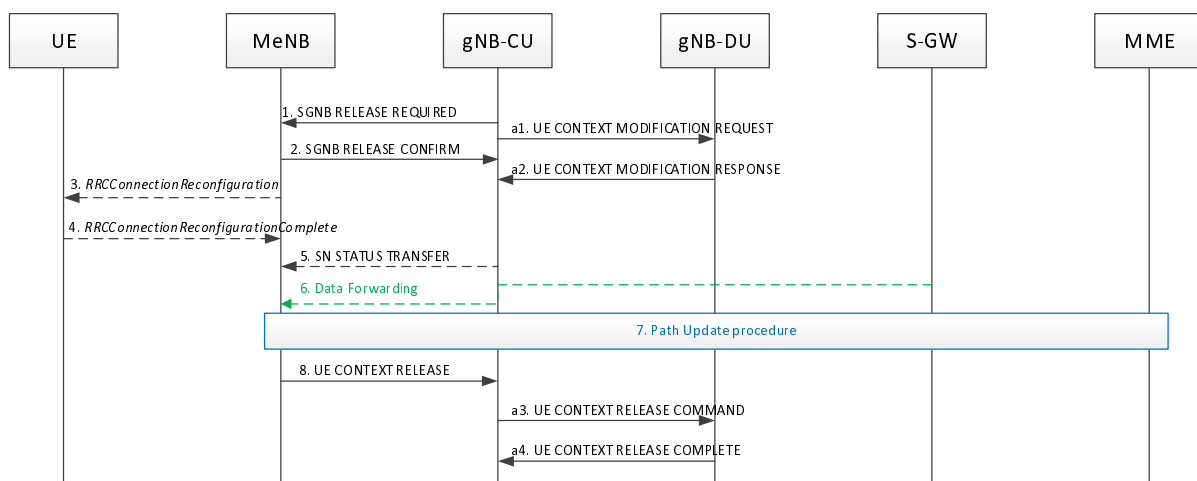 UE
MeNB
gNB-CU
gNB-DU
S-GW
MME
1. SGNB RELEASE REQUIRED
a1. UE CONTEXT MODIFICATION REQUEST
2. SGNB RELEASE CONFIRM
a2. UE CONTEXT MODIFICATION RESPONSE
3. RRCConnectionReconfiguration
4. RRCConnectionReconfigurationComplete
5. SN STATUS TRANSFER
6. Data Forwarding
7. Path Update procedure
8. UE CONTEXT RELEASE
a3. UE CONTEXT RELEASE COMMAND
a4. UE CONTEXT RELEASE COMPLETE